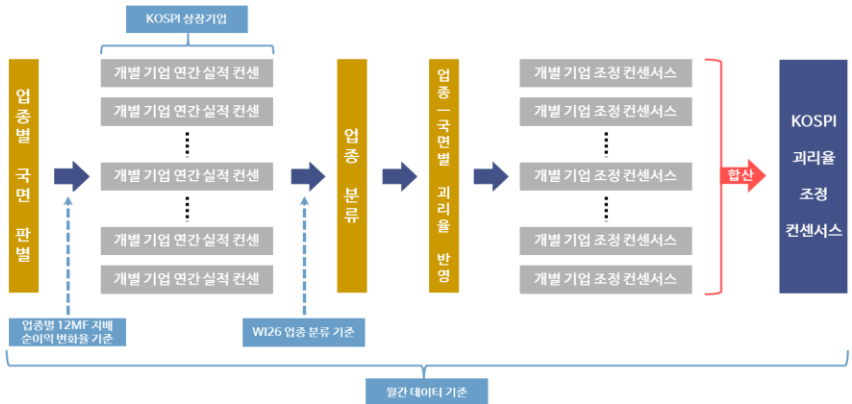 KOSPI 상장기업
업종별 국면 판별
개별 기업 연간 실적 컨센
개별 기업 연간 실적 컨센
개별 기업 연간 실적 컨센
개별 기업 연간 실적 컨센
개별 기업 연간 실적 컨센
업종 분류
업종—국면별 괴리율 반영
개별 기업 조정 컨센서스
개별 기업 조정 컨센서스
개별 기업 조정 컨센서스
개별 기업 조정 컨센서스
개별 기업 조정 컨센서스
합산
KOSPI
괴리율
조정
컨센서스
업종별 12MF 지배
순이익 변화율 기준
WI26 업종 분류 기준
월간 데이터 기준